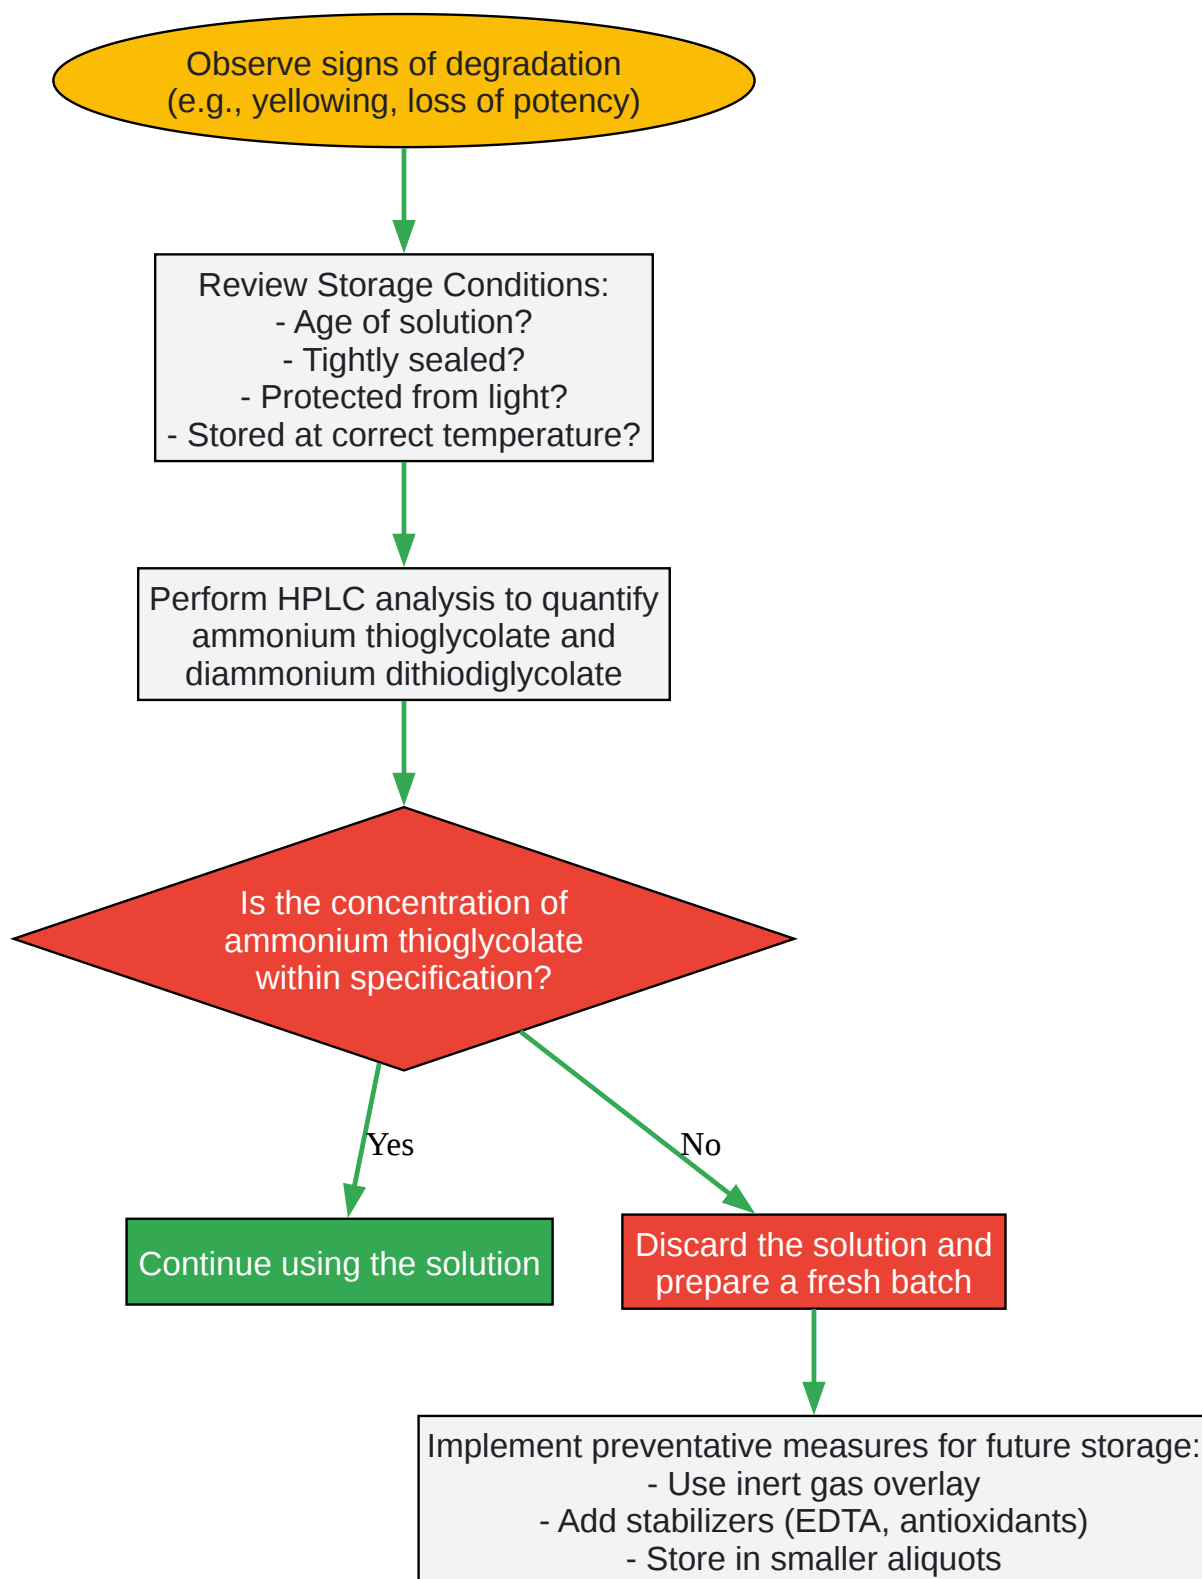 Observe signs of degradation
(e.g., yellowing, loss of potency)
Review Storage Conditions:
- Age of solution?
- Tightly sealed?
- Protected from light?
- Stored at correct temperature?
Perform HPLC analysis to quantify
ammonium thioglycolate and
diammonium dithiodiglycolate
Is the concentration of
ammonium thioglycolate
within specification?
Yes
No
Continue using the solution
Discard the solution and
prepare a fresh batch
Implement preventative measures for future storage:
- Use inert gas overlay
- Add stabilizers (EDTA, antioxidants)
- Store in smaller aliquots